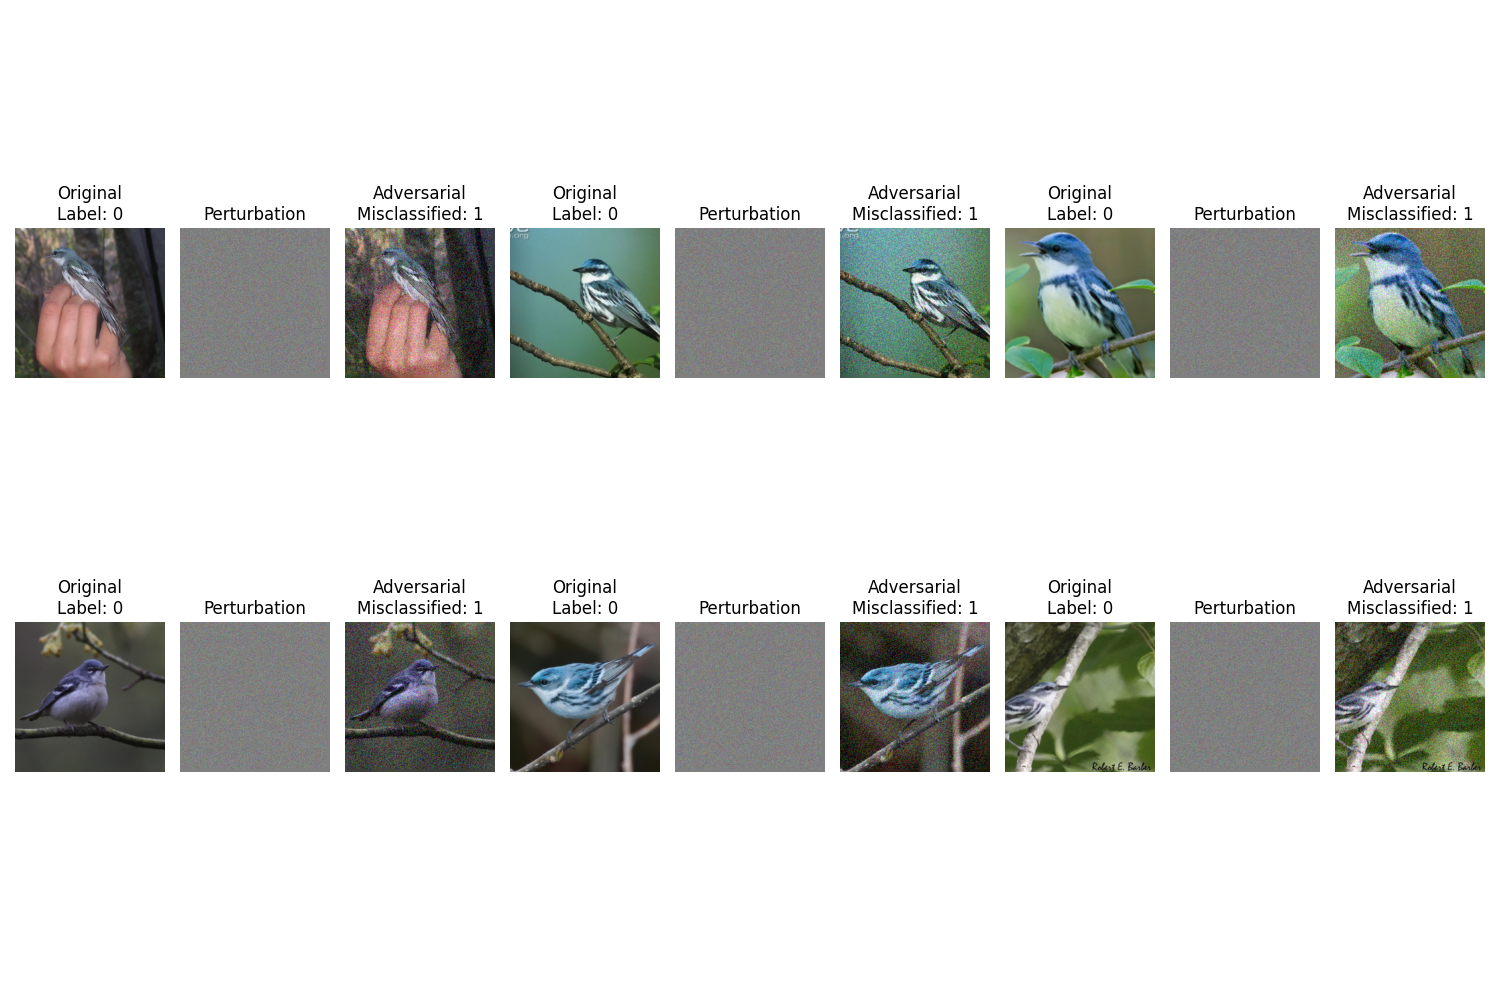 Original
Label: 0
Perturbation
Adversarial
Misclassified: 1
Original
Label: 0
Perturbation
Adversarial
Misclassified: 1
Original
Label: 0
Perturbation
Adversarial
Misclassified: 1
.org
Original
Label: 0
Perturbation
Adversarial
Misclassified: 1
Original
Label: 0
Perturbation
Adversarial
Misclassified: 1
Original
Label: 0
Perturbation
Adversarial
Misclassified: 1
Robert E. Barber
Robert E. Barber